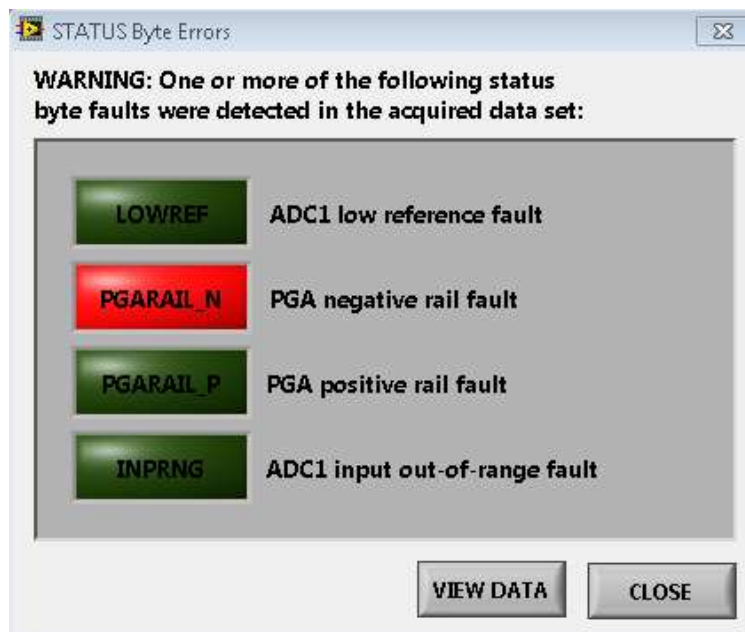 STATUS Byte Errors
WARNING: One or more of the following status
byte faults were detected in the acquired data set:
LOWREF ADC1 low reference fault
PGARAIL_N PGA negative rail fault
PGARAIL_P PGA positive rail fault
INPRNG ADC1 input out-of-range fault
VIEW DATA CLOSE